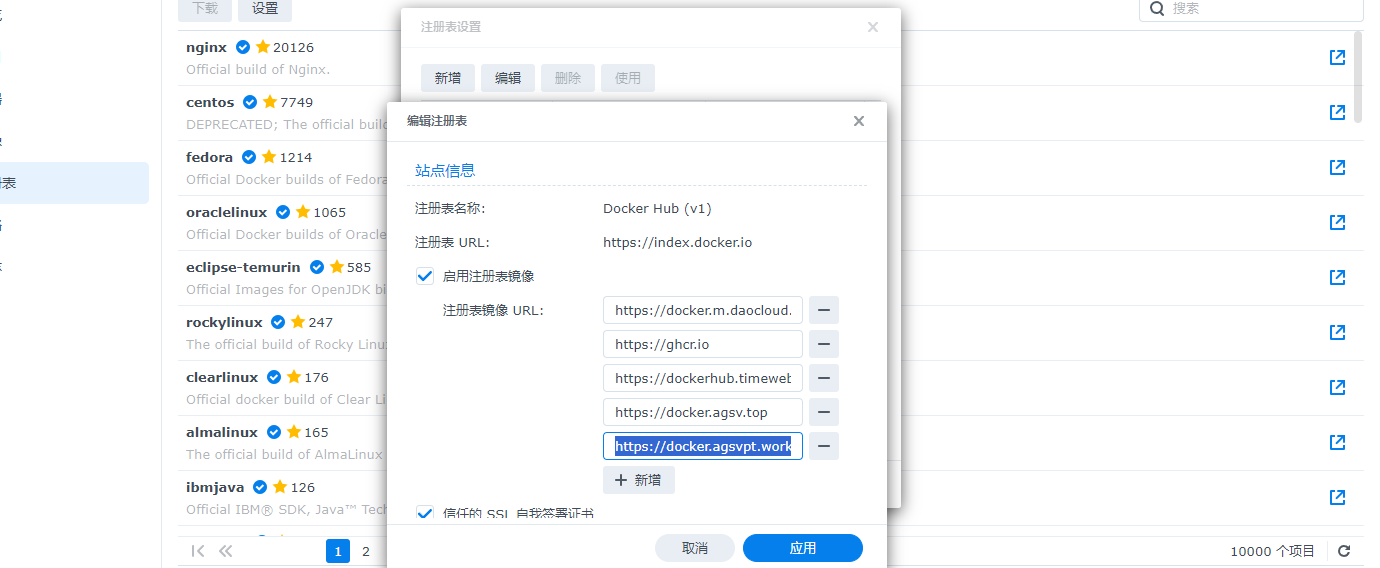 下载
设置
搜索
nginx 20126
Official build of Nginx.
centos 7749
DEPRECATED; The official buil
fedora 1214
Official Docker builds of Fedora
oraclelinux 1065
Official Docker builds of Oracle
eclipse-temurin 585
Official Images for OpenJDK bi
rockylinux 247
The official build of Rocky Linu
clearlinux 176
Official docker build of Clear Li
almalinux 165
The official build of AlmaLinux
ibmjava 126
Official IBM® SDK, Java™ Tech
1 2
10000 个项目
注册表设置
新增 编辑 删除 使用
编辑注册表
站点信息
注册表名称: Docker Hub (v1)
注册表 URL: https://index.docker.io
启用注册表镜像
注册表镜像 URL: https://docker.m.daocloud.
https://ghcr.io
https://dockerhub.timeweb
https://docker.agsv.top
https://docker.agsvpt.work
新增
信任的 SSL 自我签署证书
取消 应用